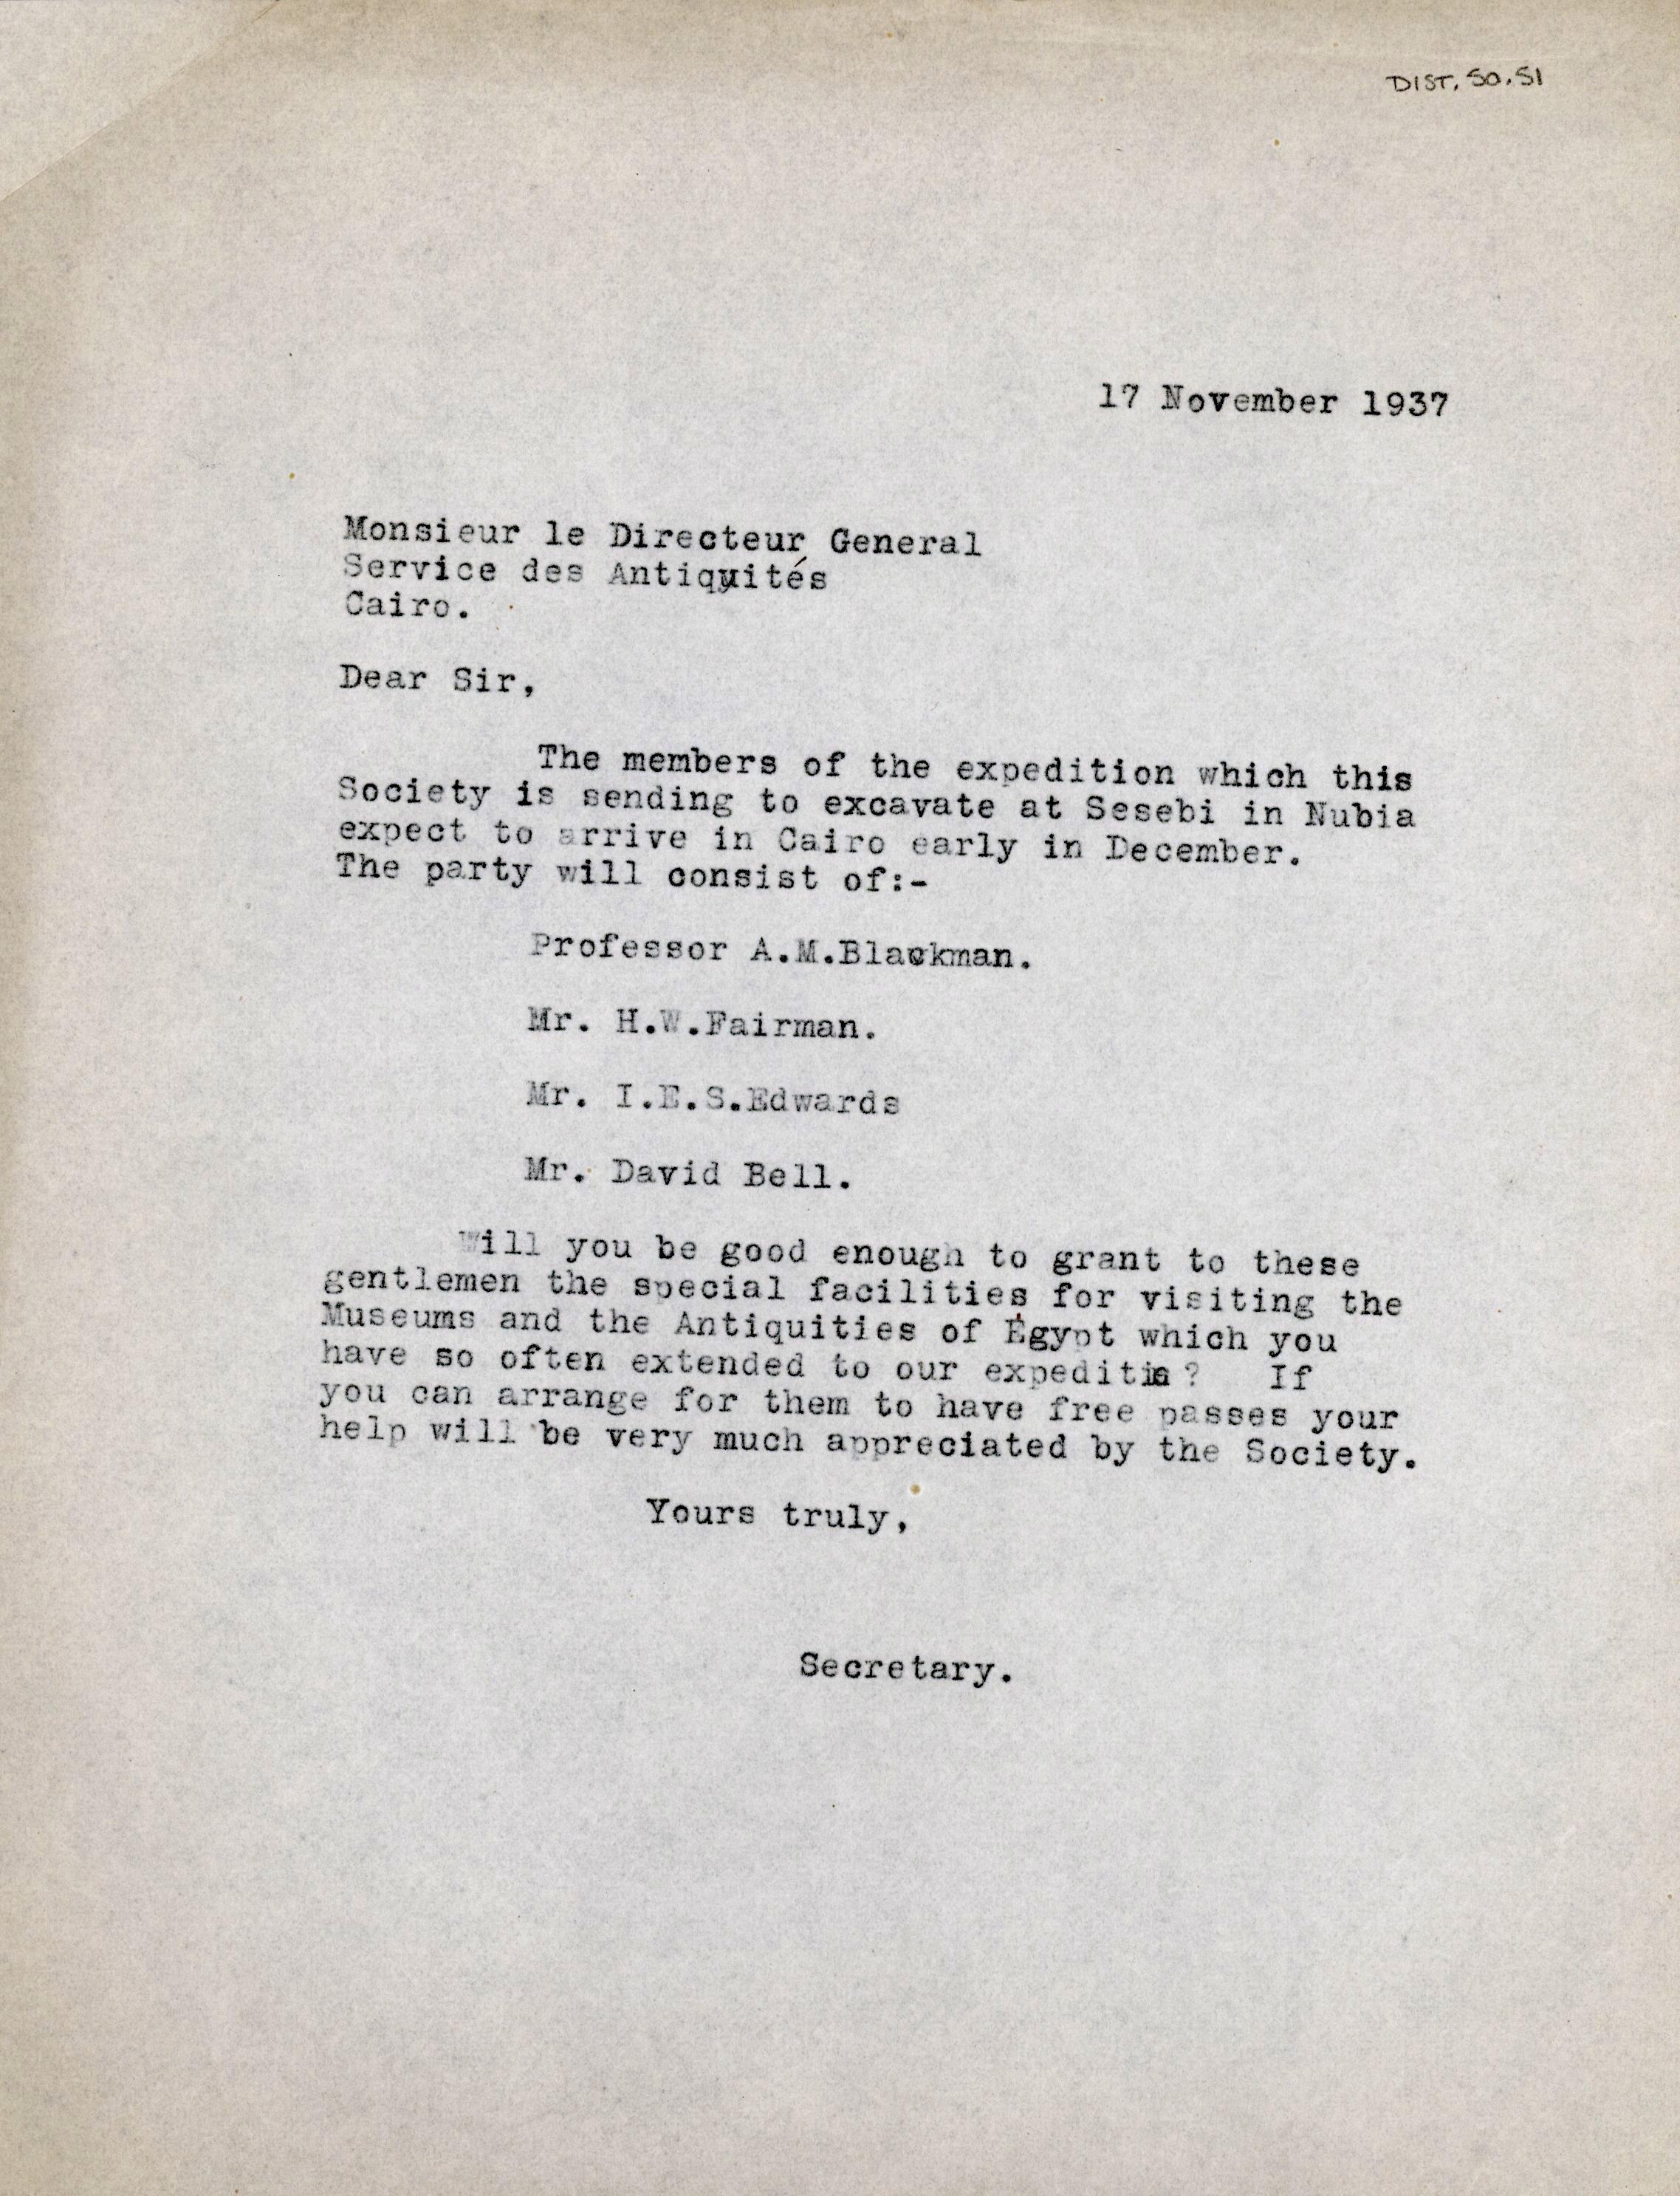 DIST. 50.51
17 November 1937
Monsieur le Directeur General
Service des Antiquités
Cairo.
Dear Sir,
The members of the expedition which this
Society is sending to excavate at Sesebi in Nubia
expect to arrive in Cairo early in December.
The party will consist of:-
Professor A.M.Blackman.
Mr. H.W.Fairman.
Mr. I.E.S.Edwards
Mr. David Bell.
Will you be good enough to grant to these
gentlemen the special facilities for visiting the
Museums and the Antiquities of Egypt which you
have so often extended to our ? If
you can arrange for them to have free passes your
help will be very much appreciated by the Society.
Yours truly,
Secretary.